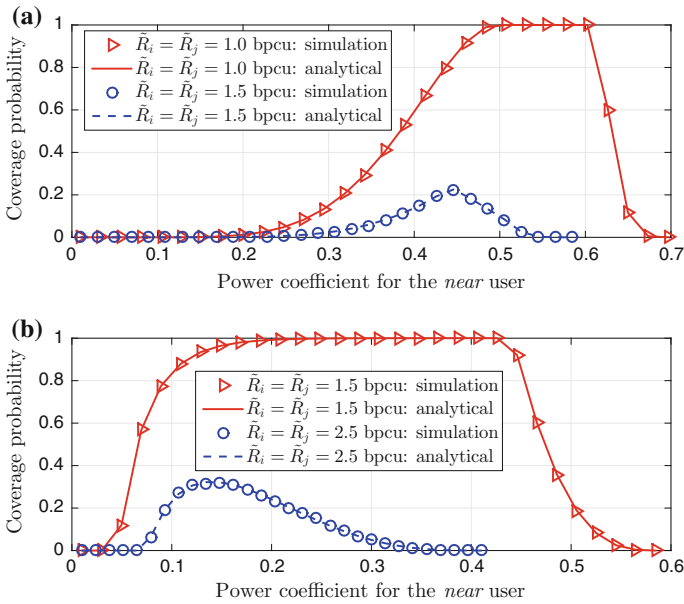 (a)
1
0.8
0.6
0.4
0.2
0
Coverage probability
R̃i = R̃j = 1.0 bpcu: simulation
R̃i = R̃j = 1.0 bpcu: analytical
R̃i = R̃j = 1.5 bpcu: simulation
R̃i = R̃j = 1.5 bpcu: analytical
0 0.1 0.2 0.3 0.4 0.5 0.6 0.7
Power coefficient for the near user
(b)
1
0.8
0.6
0.4
0.2
0
Coverage probability
R̃i = R̃j = 1.5 bpcu: simulation
R̃i = R̃j = 1.5 bpcu: analytical
R̃i = R̃j = 2.5 bpcu: simulation
R̃i = R̃j = 2.5 bpcu: analytical
0 0.1 0.2 0.3 0.4 0.5 0.6
Power coefficient for the near user